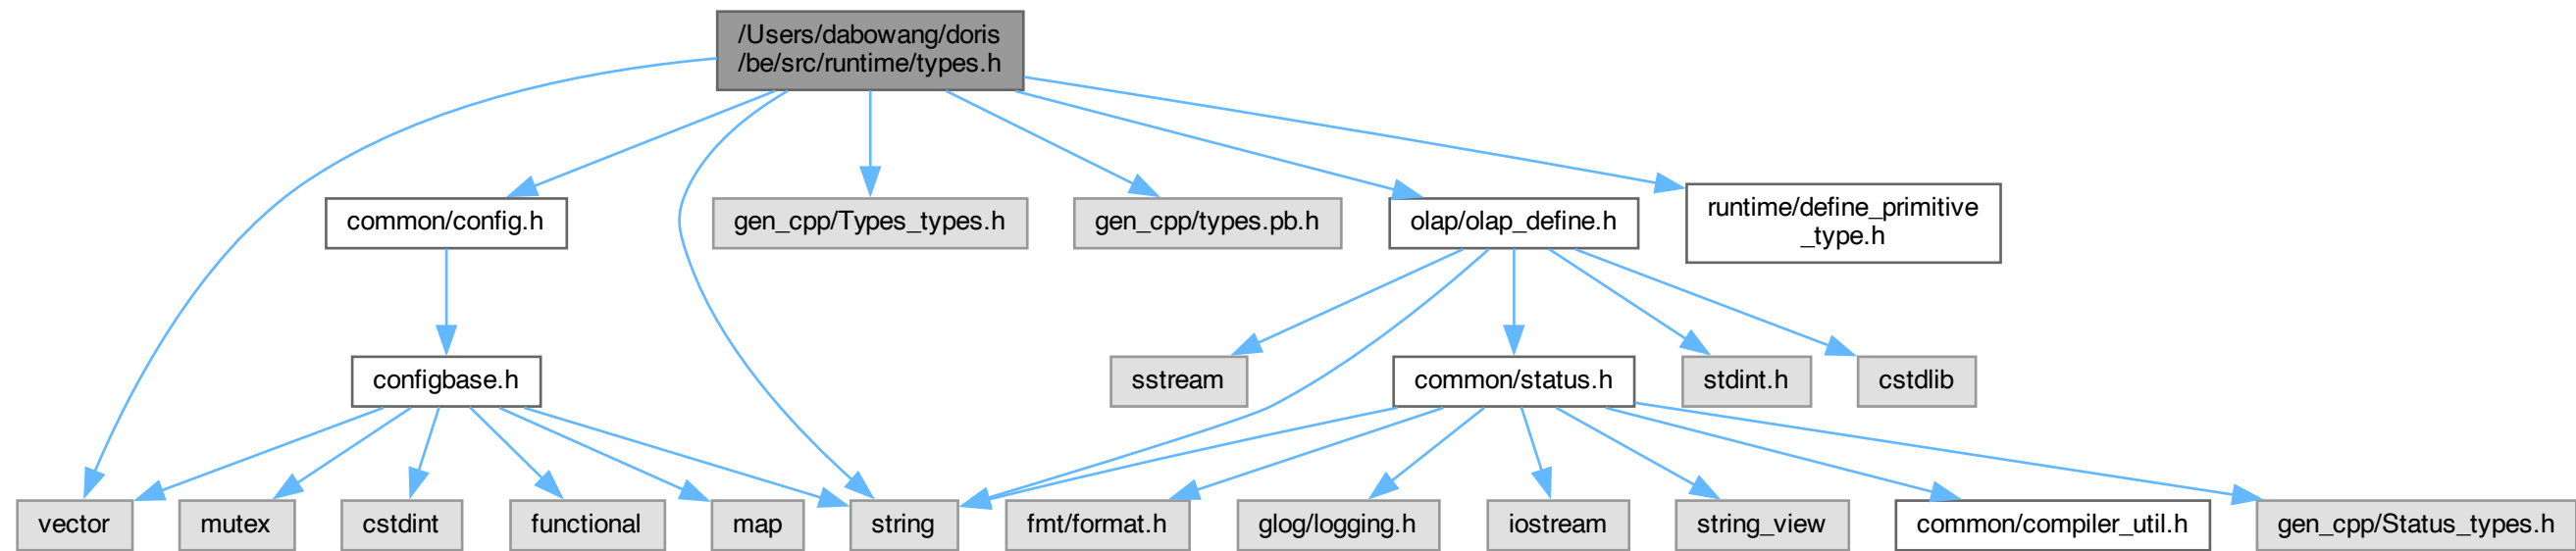 /Users/dabowang/doris
/be/src/runtime/types.h
common/config.h
gen_cpp/Types_types.h
gen_cpp/types.pb.h
olap/olap_define.h
runtime/define_primitive
_type.h
configbase.h
sstream
common/status.h
stdint.h
cstdlib
vector
mutex
cstdint
functional
map
string
fmt/format.h
glog/logging.h
iostream
string_view
common/compiler_util.h
gen_cpp/Status_types.h